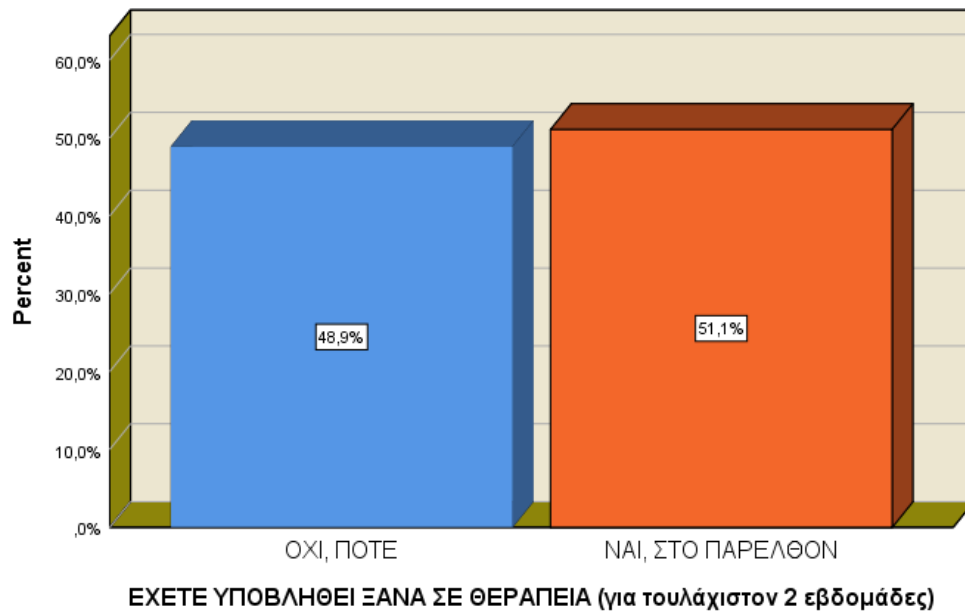 60,0%
50,0%
40,0%
30,0%
20,0%
10,0%
,0%
Percent
48,9%
51,1%
ΟΧΙ, ΠΟΤΕ
ΝΑΙ, ΣΤΟ ΠΑΡΕΛΘΟΝ
ΕΧΕΤΕ ΥΠΟΒΛΗΘΕΙ ΞΑΝΑ ΣΕ ΘΕΡΑΠΕΙΑ (για τουλάχιστον 2 εβδομάδες)